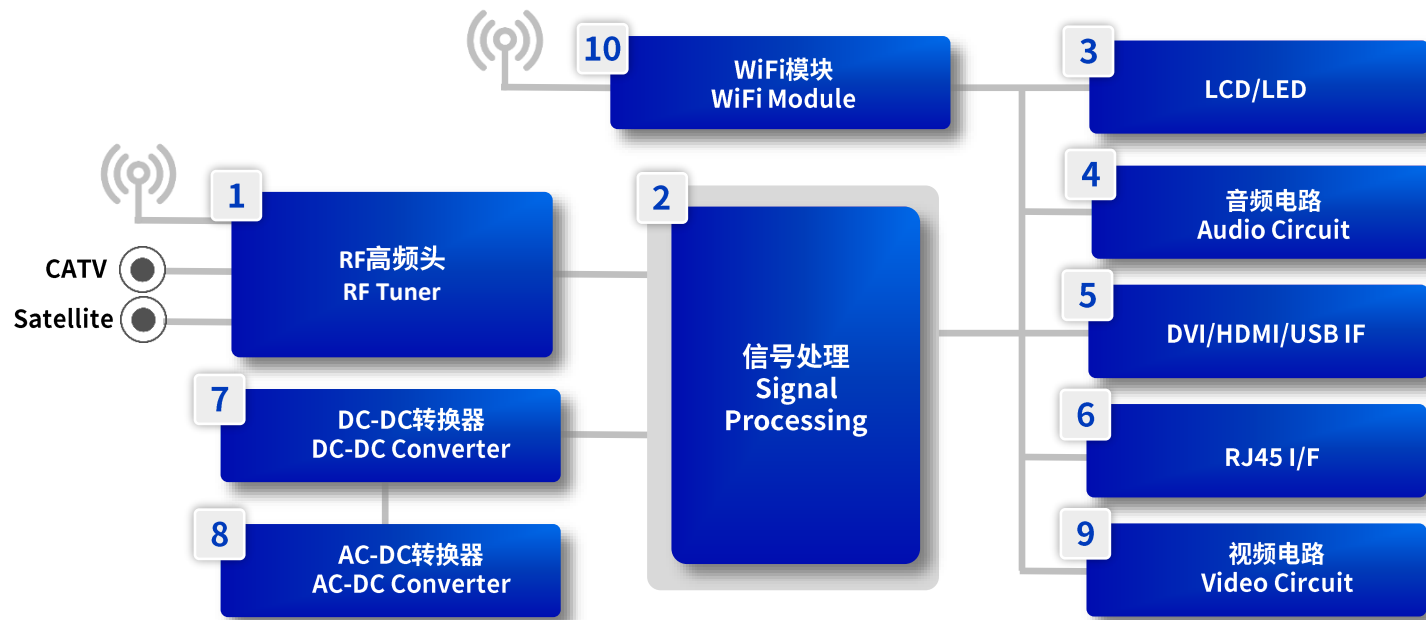 10
WiFi模块
WiFi Module
3
LCD/LED
1
RF高频头
RF Tuner
CATV
Satellite
2
信号处理
Signal
Processing
4
音频电路
Audio Circuit
5
DVI/HDMI/USB IF
7
DC-DC转换器
DC-DC Converter
6
RJ45 I/F
8
AC-DC转换器
AC-DC Converter
9
视频电路
Video Circuit